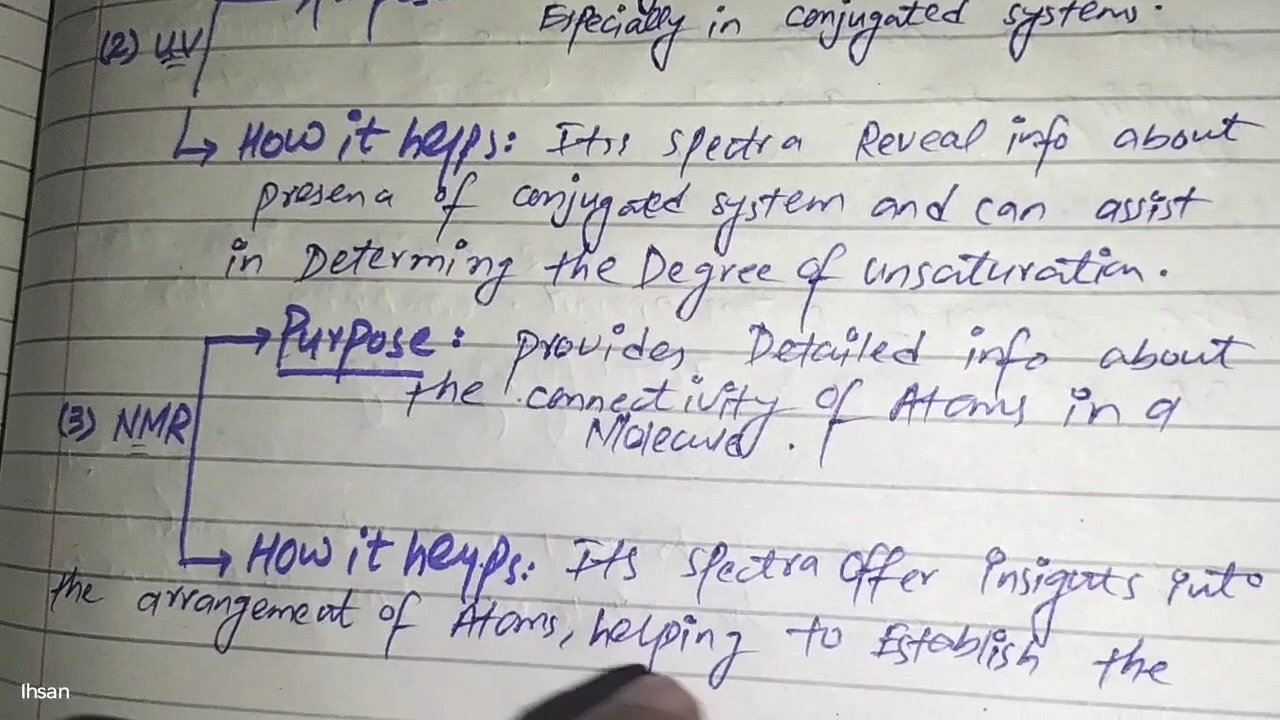 Especially in conjugated systems.
(2) UV
↳ How it helps: Its spectra Reveal info about
presena of conjugated system and can assist
in Determing the Degree of unsaturation.
→ Purpose: provides Detailed info about
the connectivity of Atoms in a
(3) NMR
Molecule.
→ How it heyps: Its spectra offer insights into
the arrangement of Atoms, helping to Establish the
Ihsan